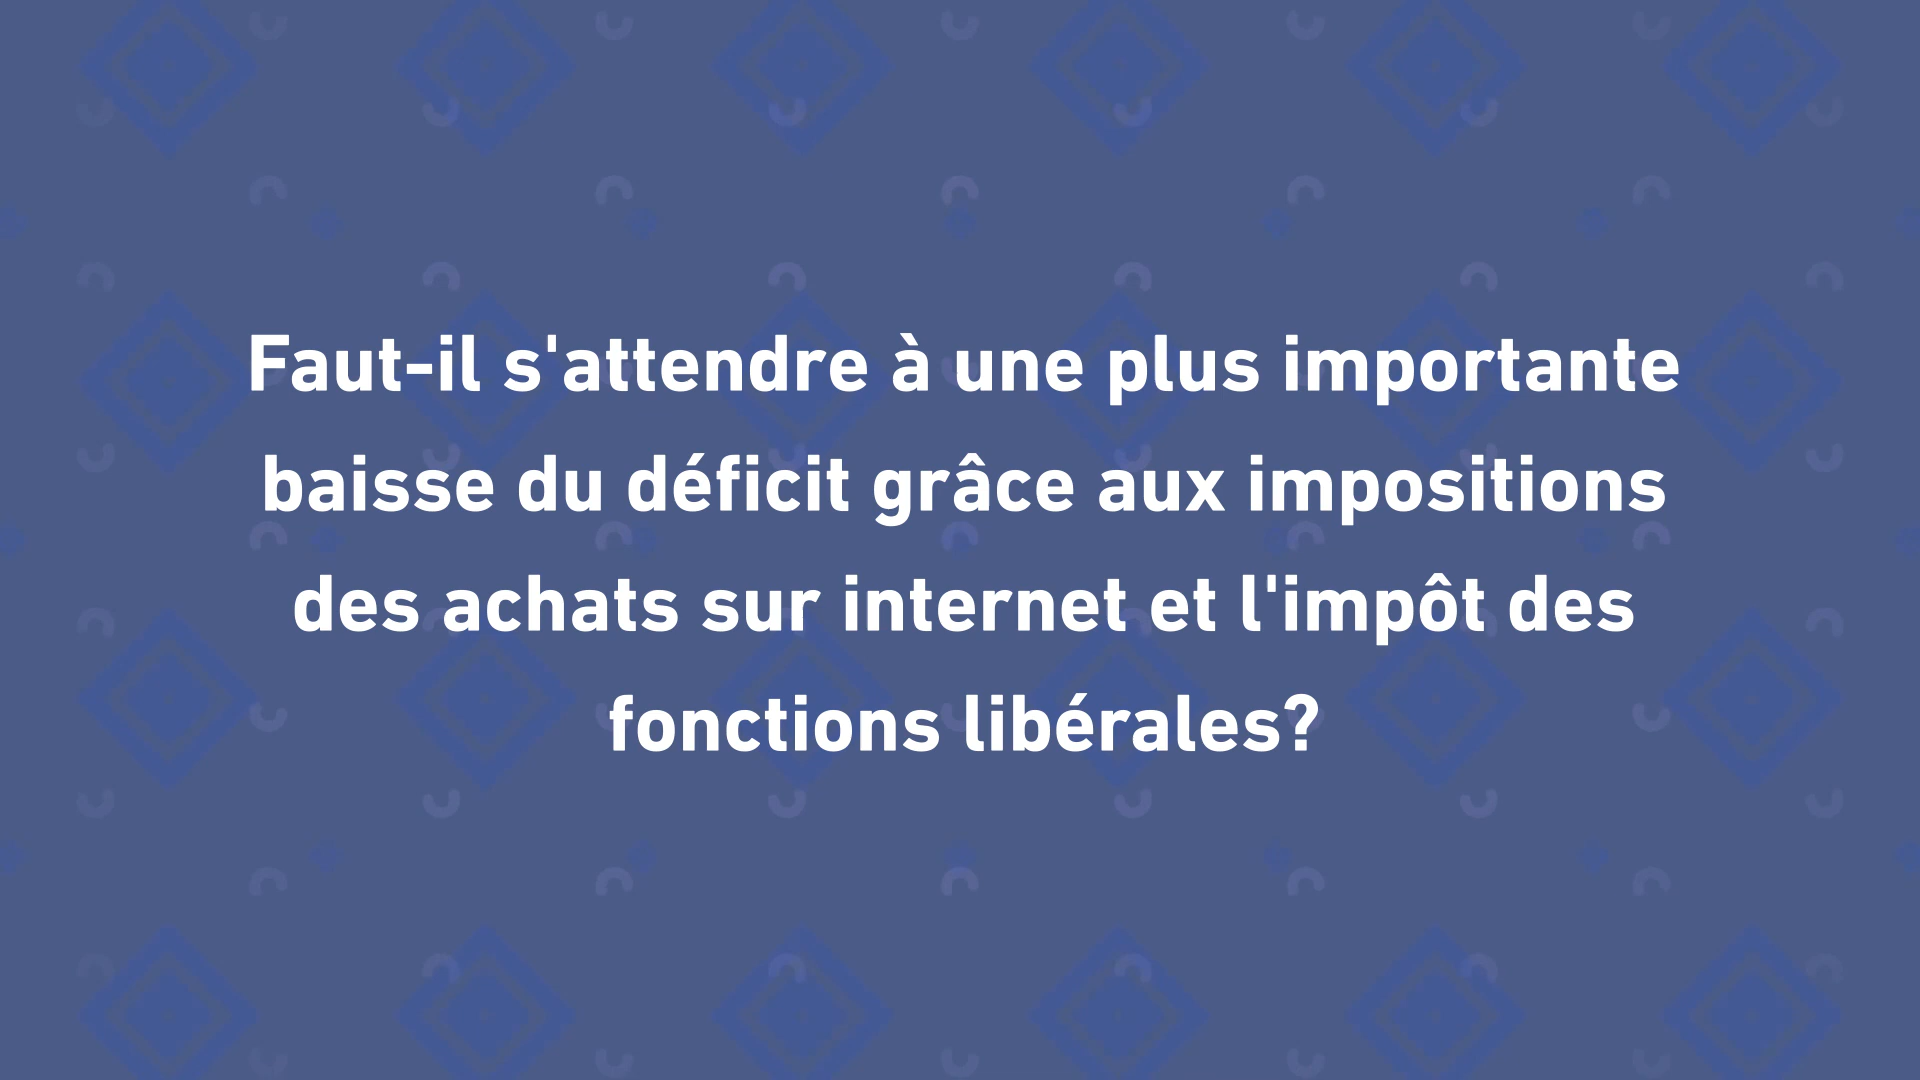 Faut-il s'attendre à une plus importante
baisse du déficit grâce aux impositions
des achats sur internet et l'impôt des
fonctions libérales?